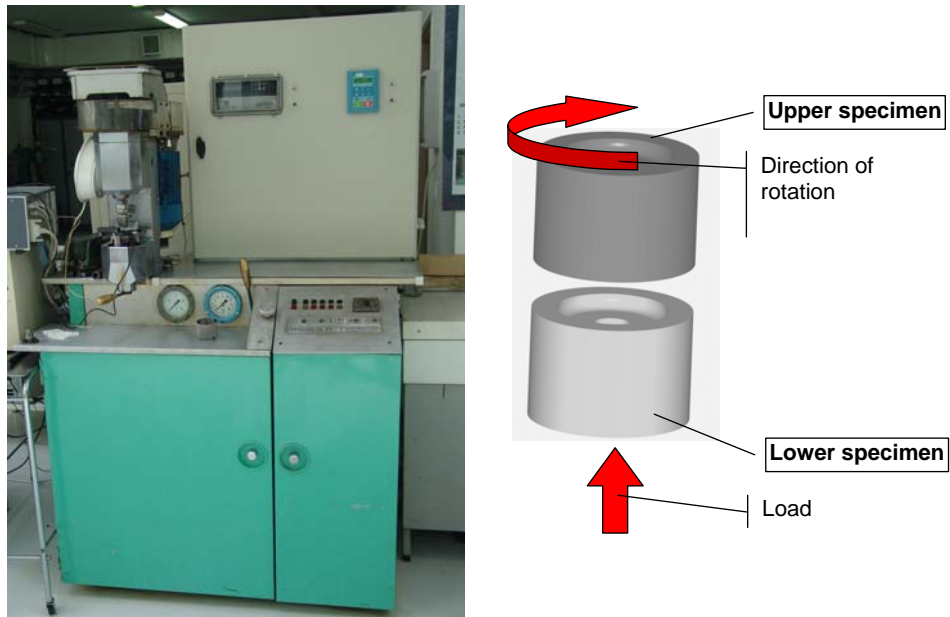 Upper specimen
Direction of
rotation
Lower specimen
Load